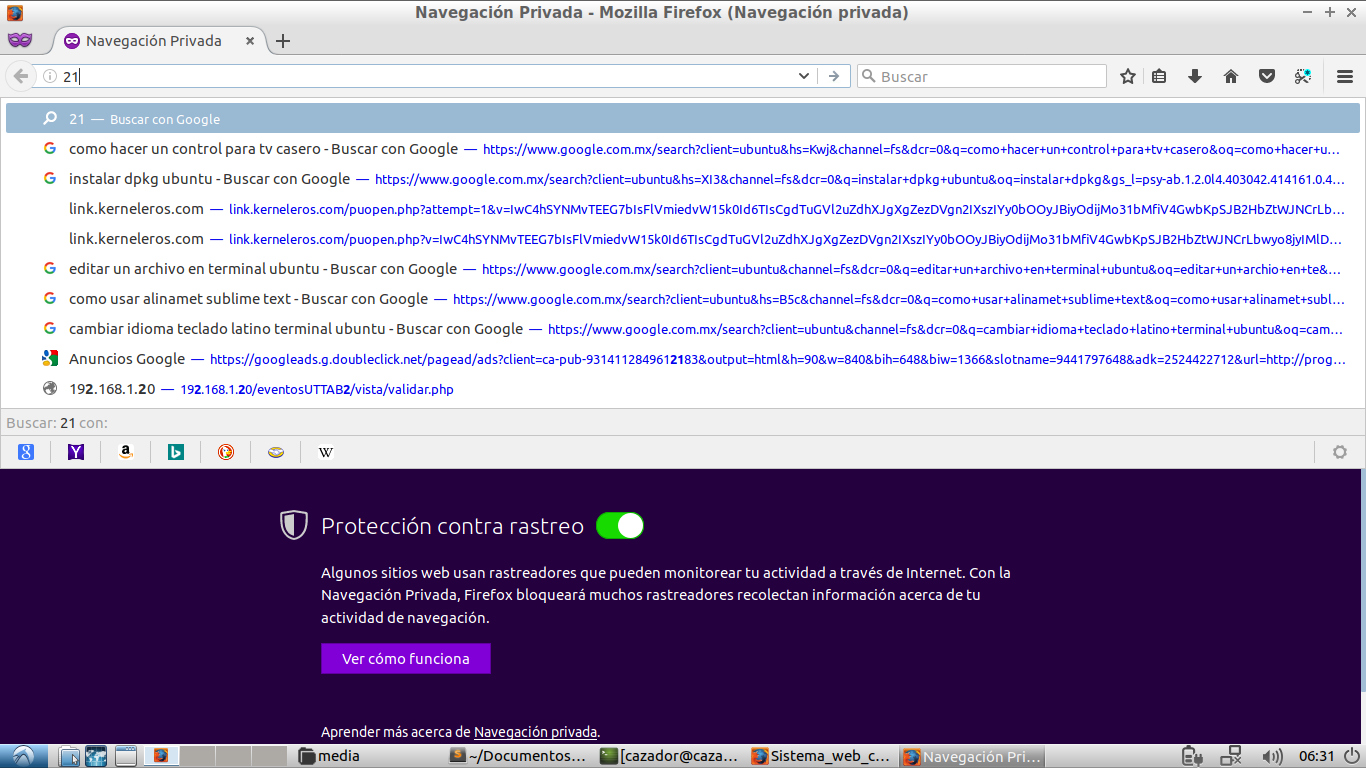 Navegación Privada - Mozilla Firefox (Navegación privada)
Navegación Privada
21
Buscar
21 — Buscar con Google
como hacer un control para tv casero - Buscar con Google — https://www.google.com.mx/search?client=ubuntu&hs=Kwj&channel=fs&dcr=0&q=como+hacer+un+control+para+tv+casero&oq=como+hacer+u...
instalar dpkg ubuntu - Buscar con Google — https://www.google.com.mx/search?client=ubuntu&hs=XI3&channel=fs&dcr=0&q=instalar+dpkg+ubuntu&oq=instalar+dpkg&gs_l=psy-ab.1.2.0l4.403042.414161.0.4...
link.kerneleros.com — link.kerneleros.com/puopen.php?attempt=1&v=IwC4hSYNMvTEEG7bIsFlVmiedvW15k0Id6TIsCgdTuGVl2uZdhXJgXgZezDVgn2IXszIYy0bOOyJBiyOdijMo31bMfiV4GwbKpSJB2HbZtWJNCrLb...
link.kerneleros.com — link.kerneleros.com/puopen.php?v=IwC4hSYNMvTEEG7bIsFlVmiedvW15k0Id6TIsCgdTuGVl2uZdhXJgXgZezDVgn2IXszIYy0bOOyJBiyOdijMo31bMfiV4GwbKpSJB2HbZtWJNCrLbwyo8jyIMlD...
editar un archivo en terminal ubuntu - Buscar con Google — https://www.google.com.mx/search?client=ubuntu&channel=fs&dcr=0&q=editar+un+archivo+en+terminal+ubuntu&oq=editar+un+archio+en+te&...
como usar alinamet sublime text - Buscar con Google — https://www.google.com.mx/search?client=ubuntu&hs=B5c&channel=fs&dcr=0&q=como+usar+alinamet+sublime+text&oq=como+usar+alinamet+subl...
cambiar idioma teclado latino terminal ubuntu - Buscar con Google — https://www.google.com.mx/search?client=ubuntu&channel=fs&dcr=0&q=cambiar+idioma+teclado+latino+terminal+ubuntu&oq=cam...
Anuncios Google — https://googleads.g.doubleclick.net/pagead/ads?client=ca-pub-9314112849612183&output=html&h=90&w=840&bih=648&biw=1366&slotname=9441797648&adk=2524422712&url=http://prog...
192.168.1.20 — 192.168.1.20/eventosUTTAB2/vista/validar.php
Buscar: 21 con:
Protección contra rastreo
Algunos sitios web usan rastreadores que pueden monitorear tu actividad a través de Internet. Con la
Navegación Privada, Firefox bloqueará muchos rastreadores recolectan información acerca de tu
actividad de navegación.
Ver cómo funciona
Aprender más acerca de Navegación privada.
media
~/Documentos...
[cazador@caza...
Sistema_web_c...
Navegación Pri...
06:31